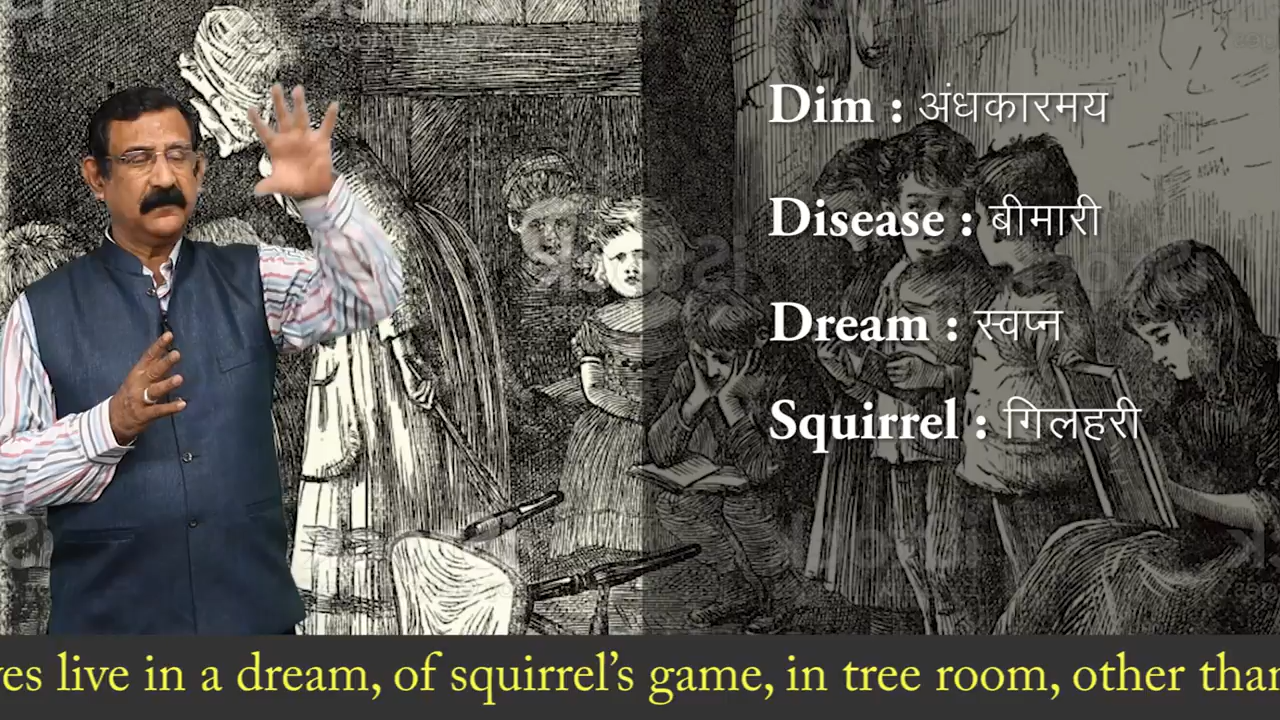 Dim : अंधकारमय
Disease : बीमारी
Dream : स्वप्न
Squirrel : गिलहरी
es live in a dream, of squirrel’s game, in tree room, other than